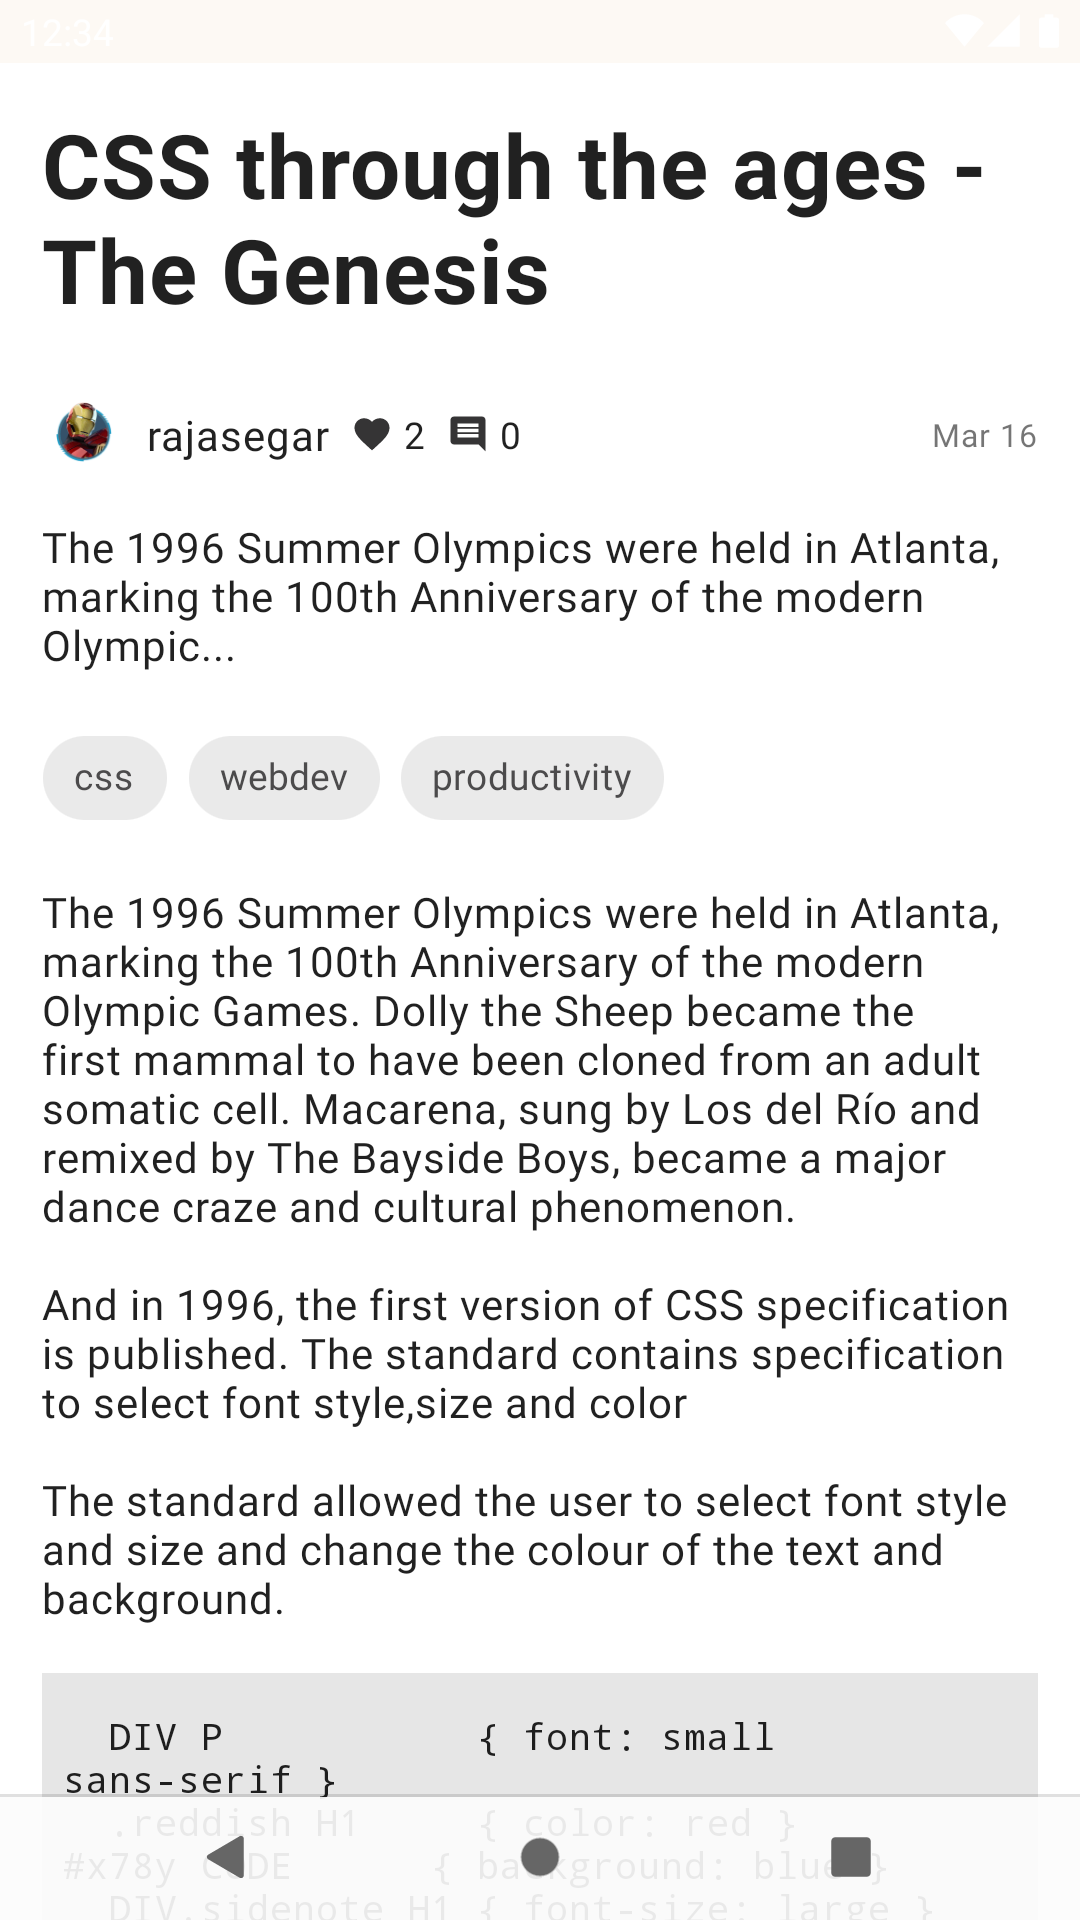 12:34
CSS through the ages -
The Genesis
rajasegar 2 0 Mar 16
The 1996 Summer Olympics were held in Atlanta,
marking the 100th Anniversary of the modern
Olympic...
css webdev productivity
The 1996 Summer Olympics were held in Atlanta,
marking the 100th Anniversary of the modern
Olympic Games. Dolly the Sheep became the
first mammal to have been cloned from an adult
somatic cell. Macarena, sung by Los del Río and
remixed by The Bayside Boys, became a major
dance craze and cultural phenomenon.
And in 1996, the first version of CSS specification
is published. The standard contains specification
to select font style,size and color
The standard allowed the user to select font style
and size and change the colour of the text and
background.
DIV P { font: small
sans-serif }
.reddish H1 { color: red }
#x78y CODE { background: blue }
DIV.sidenote H1 { font-size: large }